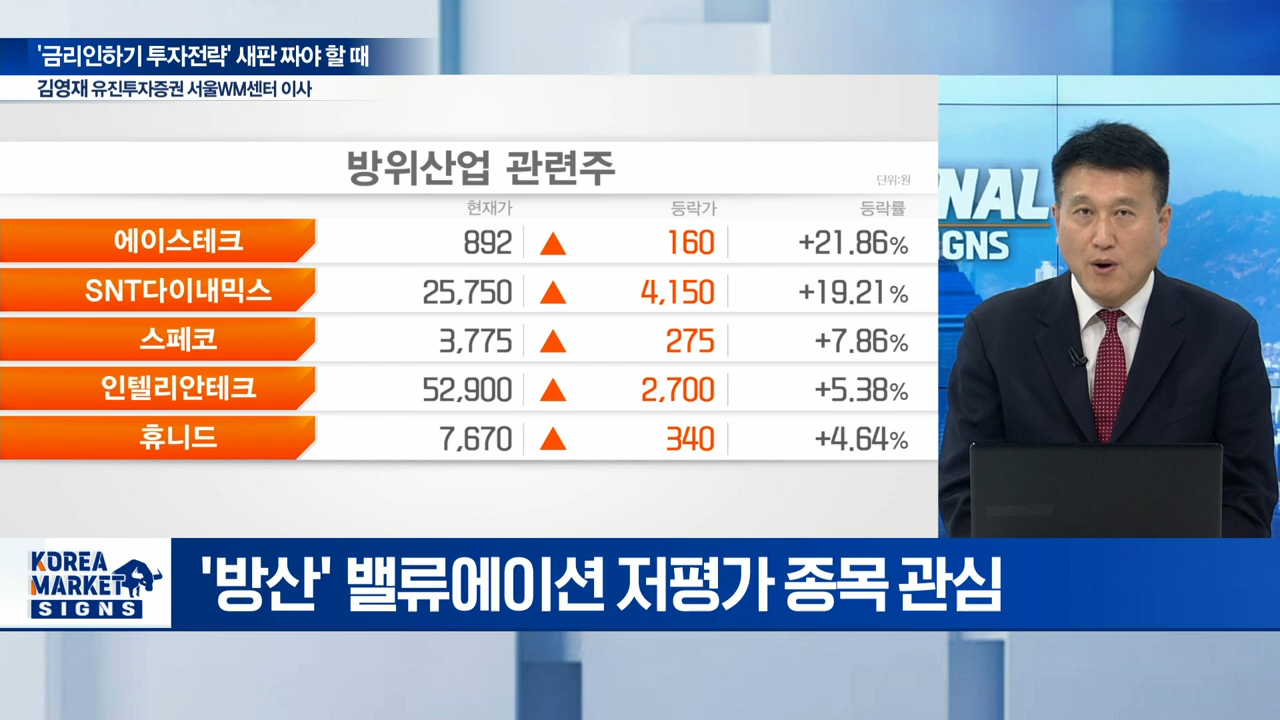 '금리인하기 투자전략' 새판 짜야 할 때
김영재 유진투자증권 서울WM센터 이사
방위산업 관련주
단위:원
현재가 등락가 등락률
에이스테크 892 ▲ 160 +21.86%
SNT다이내믹스 25,750 ▲ 4,150 +19.21%
스페코 3,775 ▲ 275 +7.86%
인텔리안테크 52,900 ▲ 2,700 +5.38%
휴니드 7,670 ▲ 340 +4.64%
NAL
IGNS
KOREA
MARKET
SIGNS
'방산' 밸류에이션 저평가 종목 관심